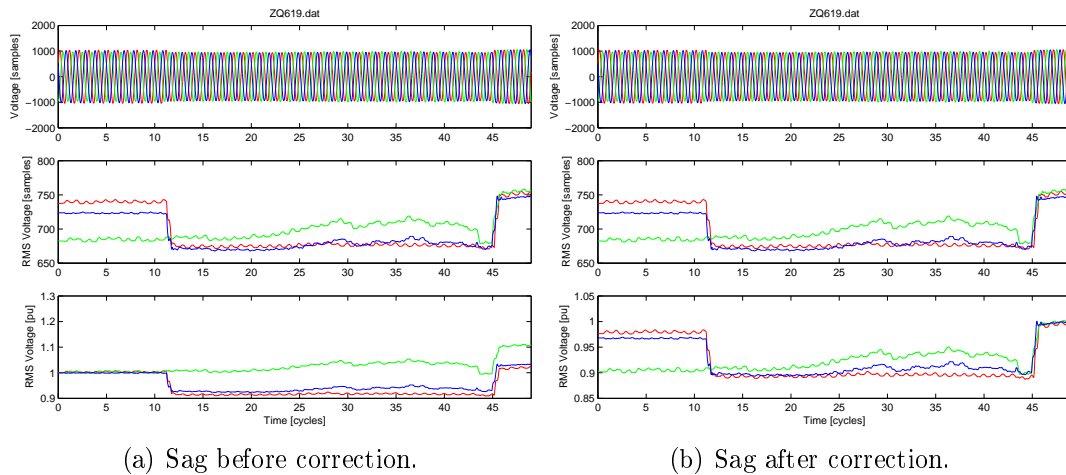 ZQ619.dat
Voltage [samples]
2000
1000
0
−1000
−2000
0 5 10 15 20 25 30 35 40 45
RMS Voltage [samples]
800
750
700
650
0 5 10 15 20 25 30 35 40 45
RMS Voltage [pu]
1.3
1.2
1.1
1
0.9
0 5 10 15 20 25 30 35 40 45
Time [cycles]
(a) Sag before correction.
ZQ619.dat
Voltage [samples]
2000
1000
0
−1000
−2000
0 5 10 15 20 25 30 35 40 45
RMS Voltage [samples]
800
750
700
650
0 5 10 15 20 25 30 35 40 45
RMS Voltage [pu]
1.05
1
0.95
0.9
0.85
0 5 10 15 20 25 30 35 40 45
Time [cycles]
(b) Sag after correction.